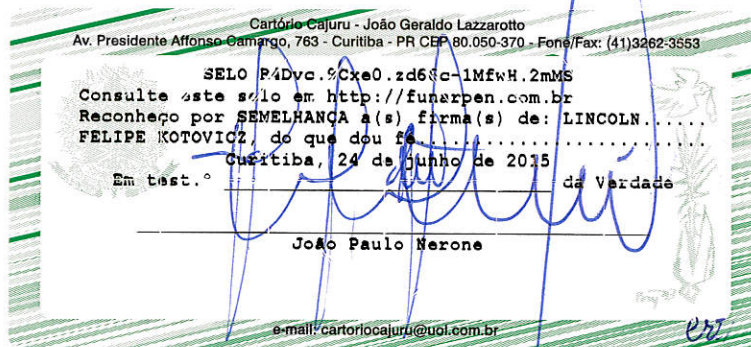 Cartório Cajuru - João Geraldo Lazzarotto
Av. Presidente Affonso Camargo, 763 - Curitiba - PR CEP 80.050-370 - Fone/Fax: (41)3262-3553
SELO
Consulte este selo em http://funarpen.com.br
Reconheço por SEMELHANÇA a(s) firma(s) de: LINCOLN......
FELIPE KOTOVICZ, do que dou fé
Curitiba, 24 de junho de 2015
Em test.º da Verdade
João Paulo Nerone
e-mail: cartoriocajuru@uol.com.br